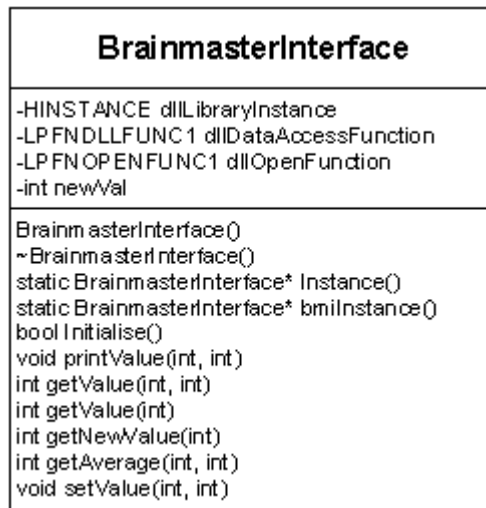 BrainmasterInterface
-HINSTANCE dllLibraryInstance
-LPFNDLLFUNC1 dllDataAccessFunction
-LPFNOPENFUNC1 dllOpenFunction
-int newVal
BrainmasterInterface()
~BrainmasterInterface()
static BrainmasterInterface* Instance()
static BrainmasterInterface* bmiInstance()
bool Initialise()
void printValue(int, int)
int getValue(int, int)
int getValue(int)
int getNewValue(int)
int getAverage(int, int)
void setValue(int, int)